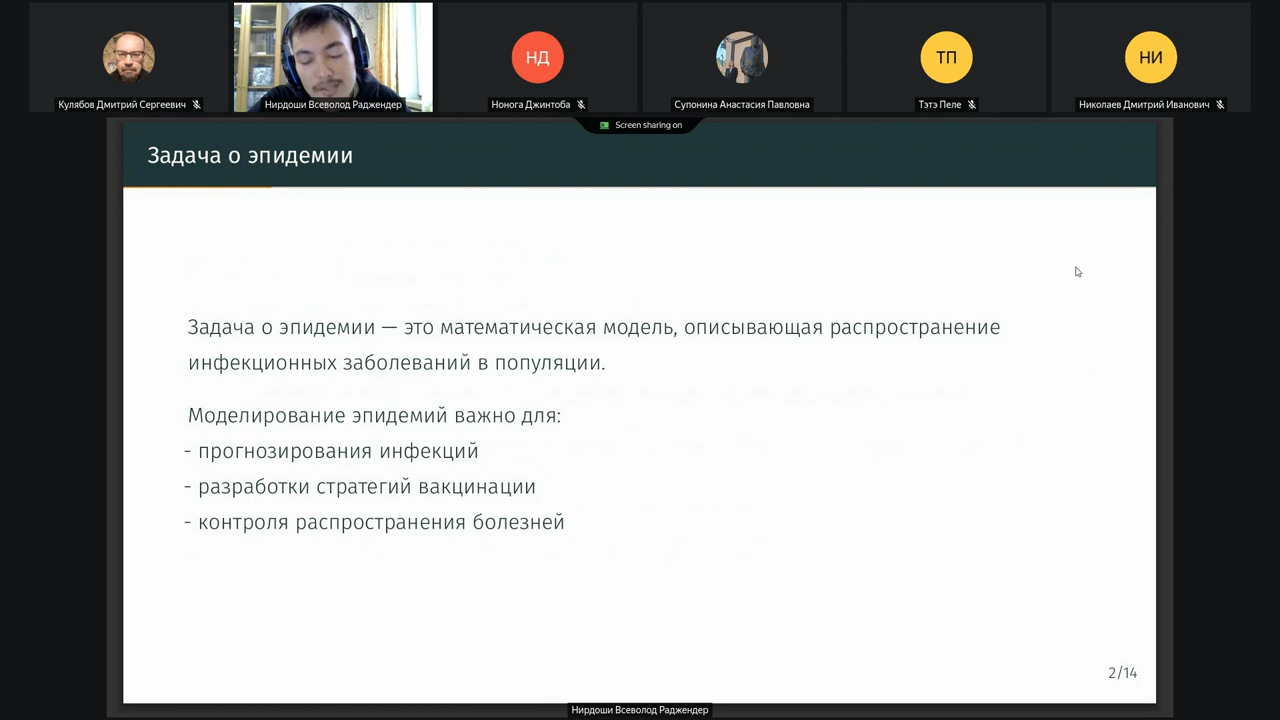 НД
ТП
НИ
Кулябов Дмитрий Сергеевич
Нирдоши Всеволод Раджендер
Нонога Джинтоба
Супонина Анастасия Павловна
Тэтэ Пеле
Николаев Дмитрий Иванович
Screen sharing on
Задача о эпидемии
Задача о эпидемии — это математическая модель, описывающая распространение
инфекционных заболеваний в популяции.
Моделирование эпидемий важно для:
- прогнозирования инфекций
- разработки стратегий вакцинации
- контроля распространения болезней
2/14
Нирдоши Всеволод Раджендер